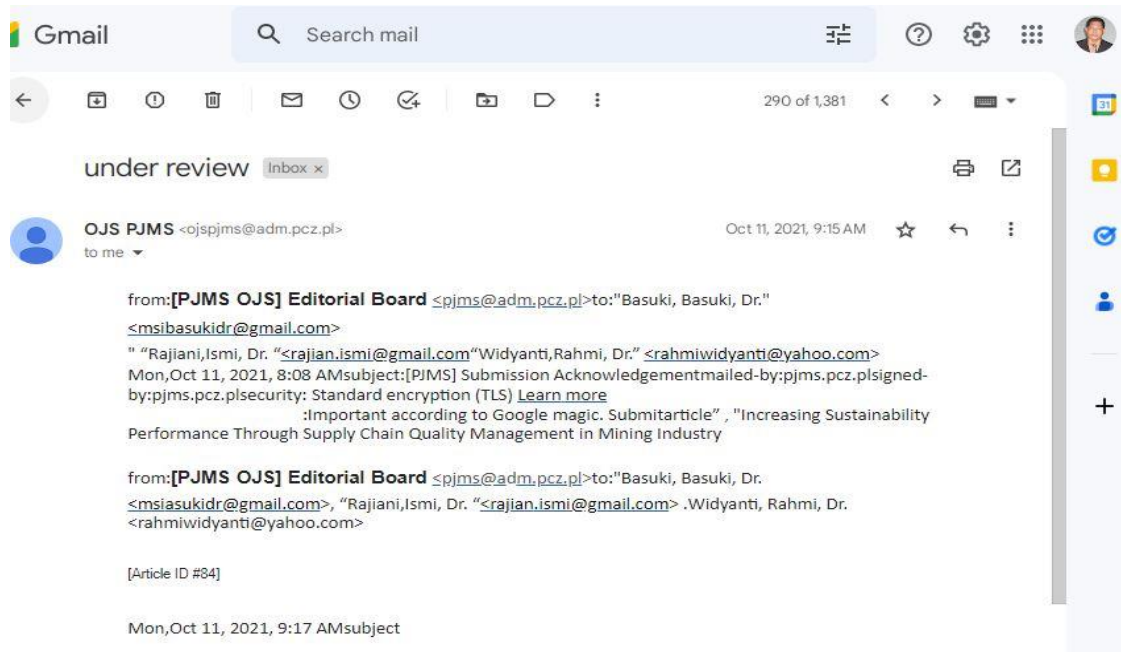 Gmail
Search mail
290 of 1,381
31
under review Inbox ×
OJS PJMS <ojspjms@adm.pcz.pl>
Oct 11, 2021, 9:15 AM
to me
from:[PJMS OJS] Editorial Board <pjms@adm.pcz.pl>to:"Basuki, Basuki, Dr."
<msibasukidr@gmail.com>
" “Rajiani,Ismi, Dr. “<rajian.ismi@gmail.com“Widyanti,Rahmi, Dr.” <rahmiwidyanti@yahoo.com>
Mon,Oct 11, 2021, 8:08 AMsubject:[PJMS] Submission Acknowledgementmailed-by:pjms.pcz.plsigned-
by:pjms.pcz.plsecurity: Standard encryption (TLS) Learn more
:Important according to Google magic. Submitarticle” , "Increasing Sustainability
Performance Through Supply Chain Quality Management in Mining Industry
from:[PJMS OJS] Editorial Board <pjms@adm.pcz.pl>to:"Basuki, Basuki, Dr.
<msiasukidr@gmail.com>, “Rajiani,Ismi, Dr. “<rajian.ismi@gmail.com> .Widyanti, Rahmi, Dr.
<rahmiwidyanti@yahoo.com>
[Article ID #84]
Mon,Oct 11, 2021, 9:17 AMsubject